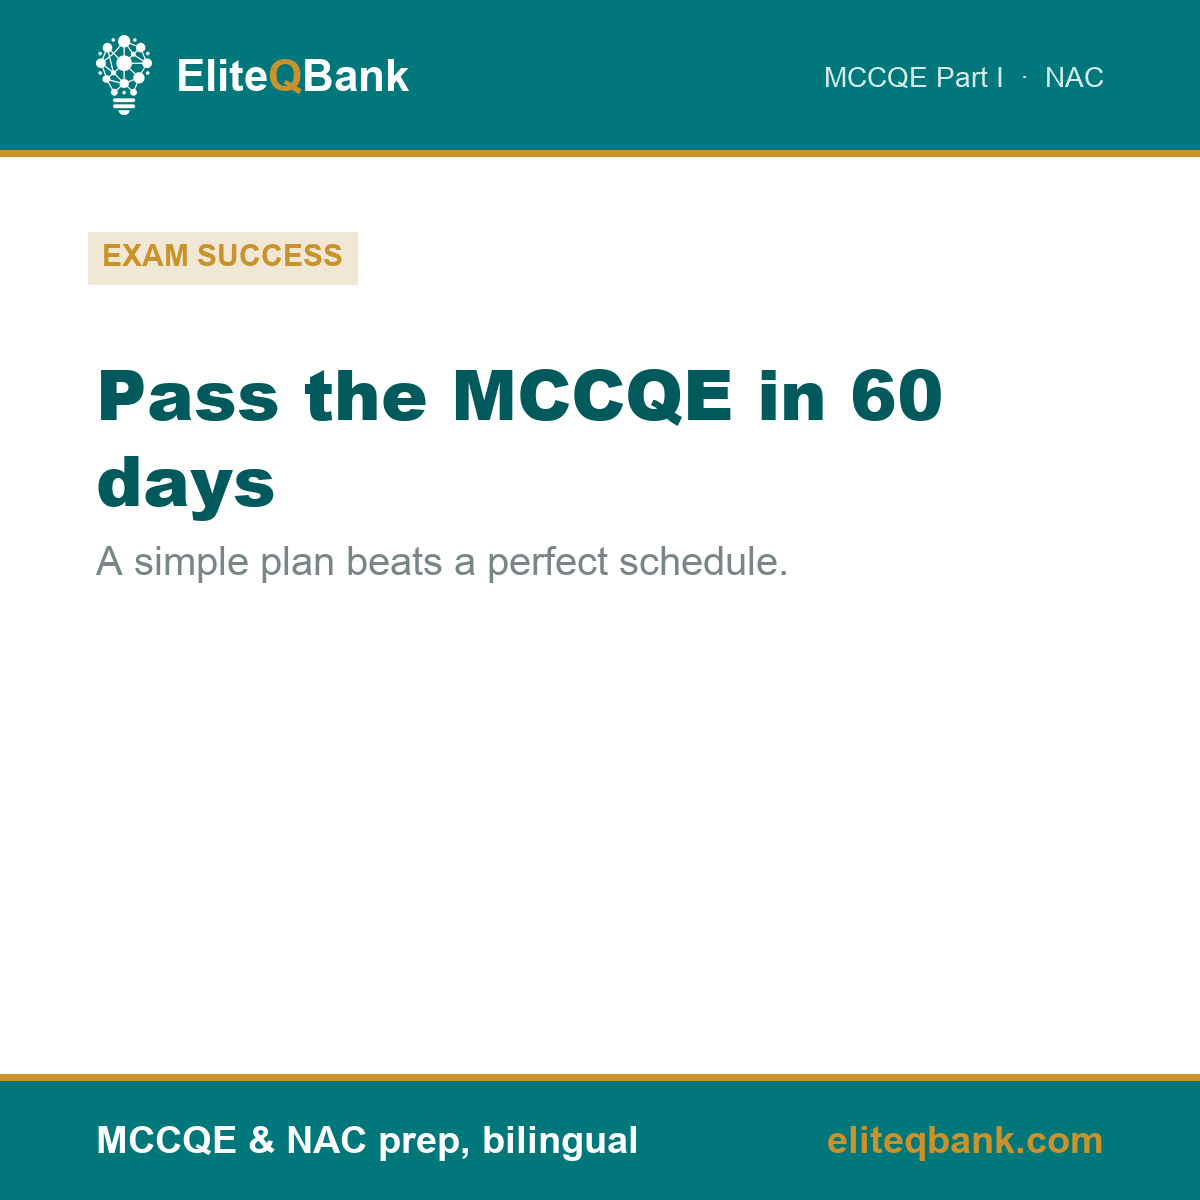 EliteQBank
MCCQE Part I · NAC
EXAM SUCCESS
Pass the MCCQE in 60
days
A simple plan beats a perfect schedule.
MCCQE & NAC prep, bilingual
eliteqbank.com